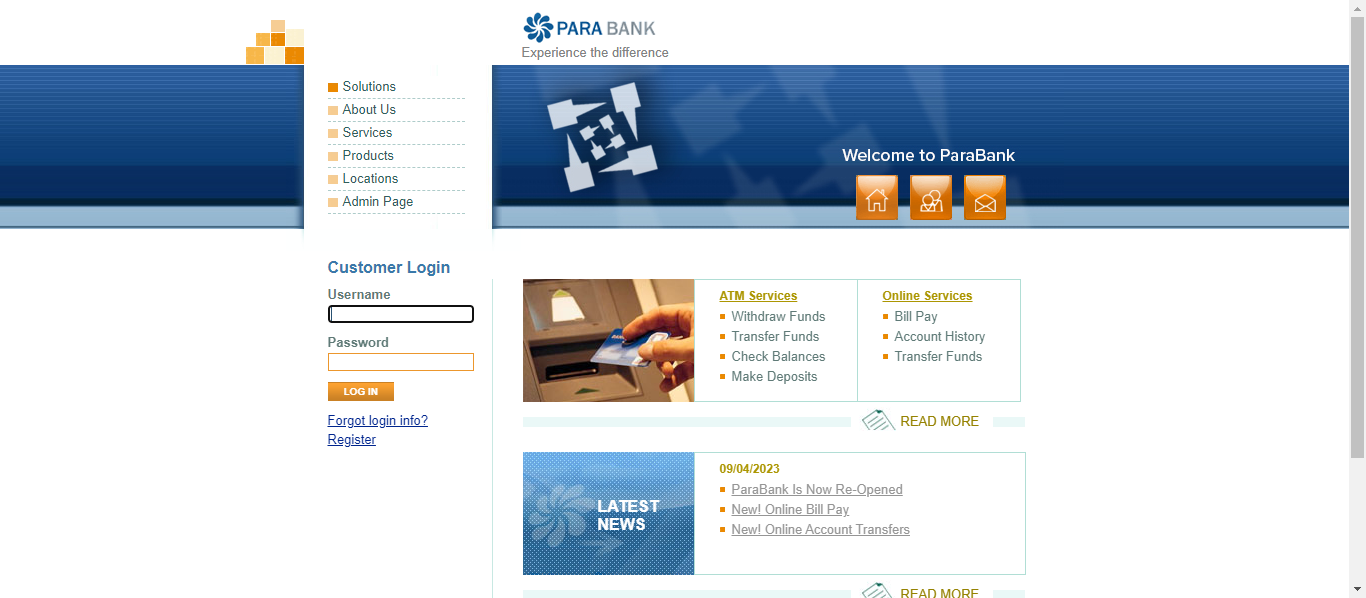 PARA BANK
Experience the difference
Solutions
About Us
Services
Products
Locations
Admin Page
Welcome to ParaBank
Customer Login
Username
Password
LOG IN
Forgot login info?
Register
ATM Services
Withdraw Funds
Transfer Funds
Check Balances
Make Deposits
Online Services
Bill Pay
Account History
Transfer Funds
READ MORE
LATEST
NEWS
09/04/2023
ParaBank Is Now Re-Opened
New! Online Bill Pay
New! Online Account Transfers
READ MORE